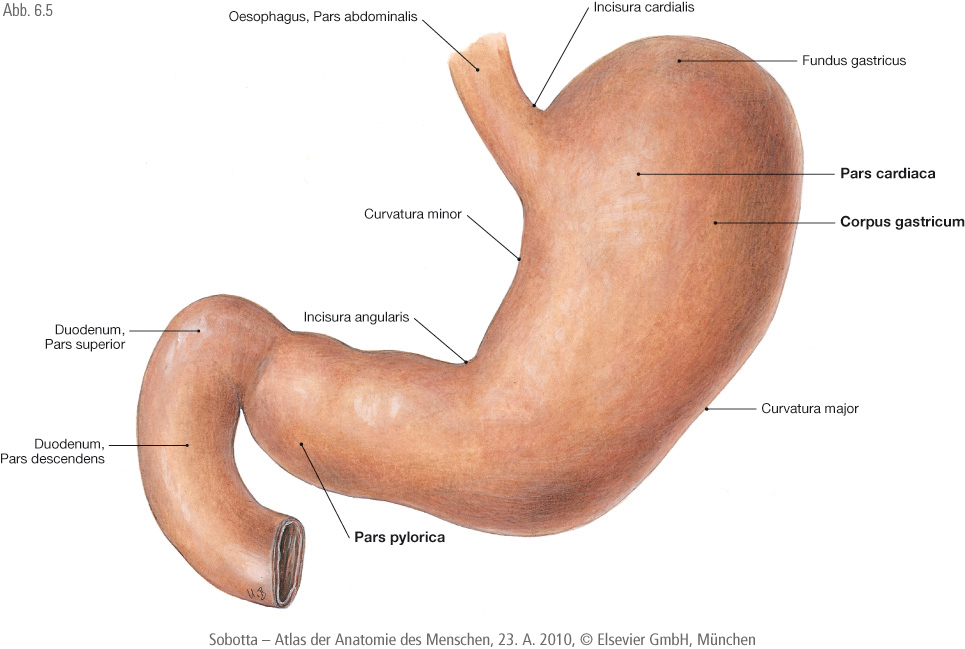 Abb. 6.5
Oesophagus, Pars abdominalis
Incisura cardialis
Fundus gastricus
Pars cardiaca
Curvatura minor
Corpus gastricum
Incisura angularis
Duodenum,
Pars superior
Curvatura major
Duodenum,
Pars descendens
Pars pylorica
Sobotta – Atlas der Anatomie des Menschen, 23. A. 2010, © Elsevier GmbH, München